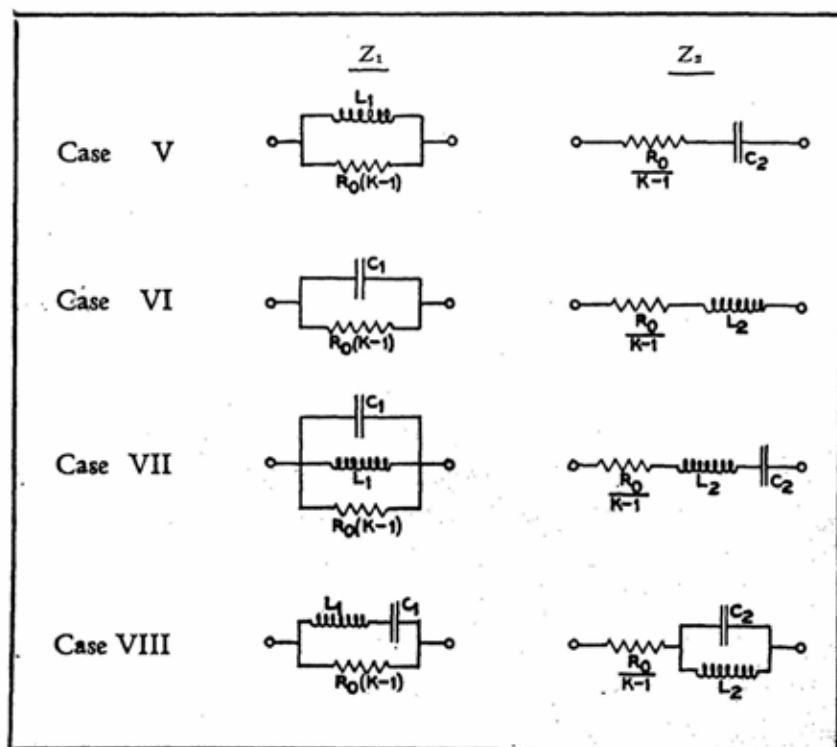 Z₁ Z₂
Case V
L₁
R₀(K-1)
R₀
K-1
C₂
Case VI
C₁
R₀(K-1)
R₀
K-1
L₂
Case VII
C₁
L₁
R₀(K-1)
R₀
K-1
L₂
C₂
Case VIII
L₁
C₁
R₀(K-1)
R₀
K-1
C₂
L₂